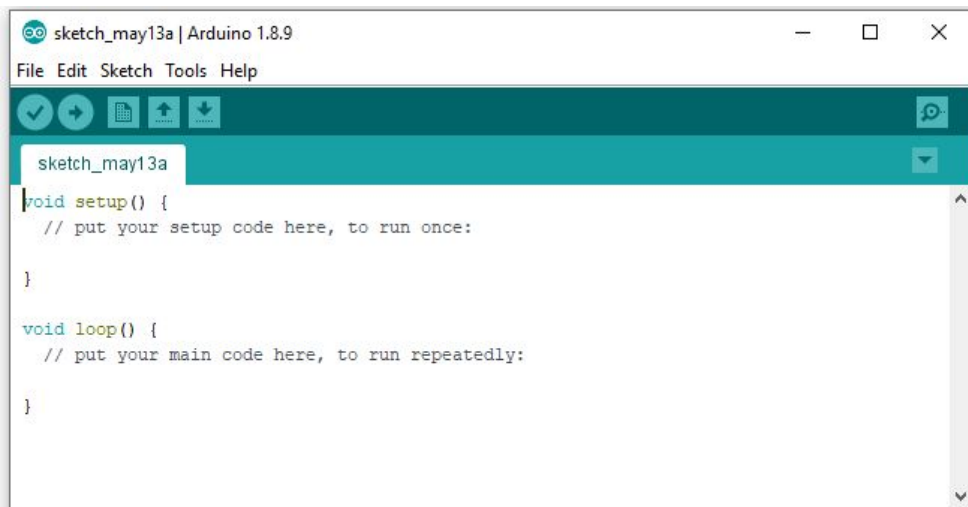 sketch_may13a | Arduino 1.8.9
File Edit Sketch Tools Help
sketch_may13a
void setup() {
  // put your setup code here, to run once:

}

void loop() {
  // put your main code here, to run repeatedly:

}